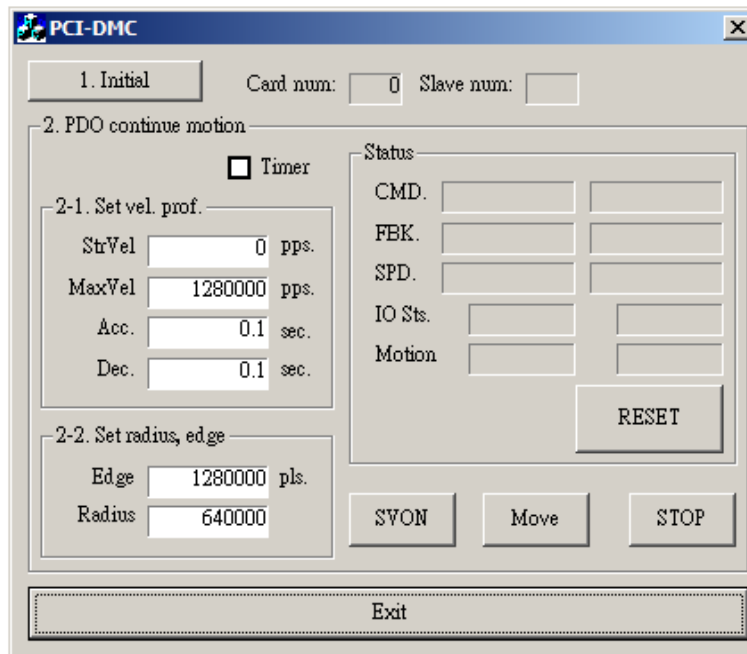 PCI-DMC
1. Initial
Card num: 0 Slave num:
2. PDO continue motion
Timer
2-1. Set vel. prof.
StrVel 0 pps.
MaxVel 1280000 pps.
Acc. 0.1 sec.
Dec. 0.1 sec.
2-2. Set radius, edge
Edge 1280000 pls.
Radius 640000
Status
CMD.
FBK.
SPD.
IO Sts.
Motion
RESET
SVON Move STOP
Exit